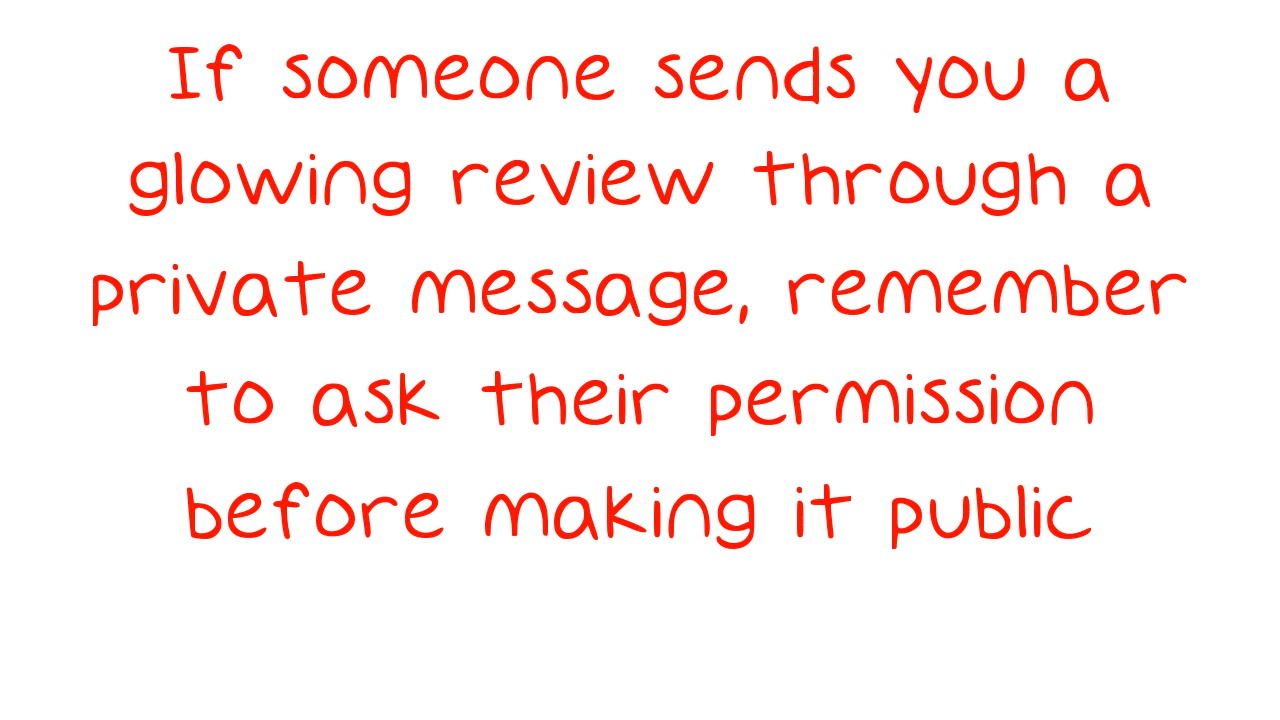 If someone sends you a
glowing review through a
private message, remember
to ask their permission
before making it public